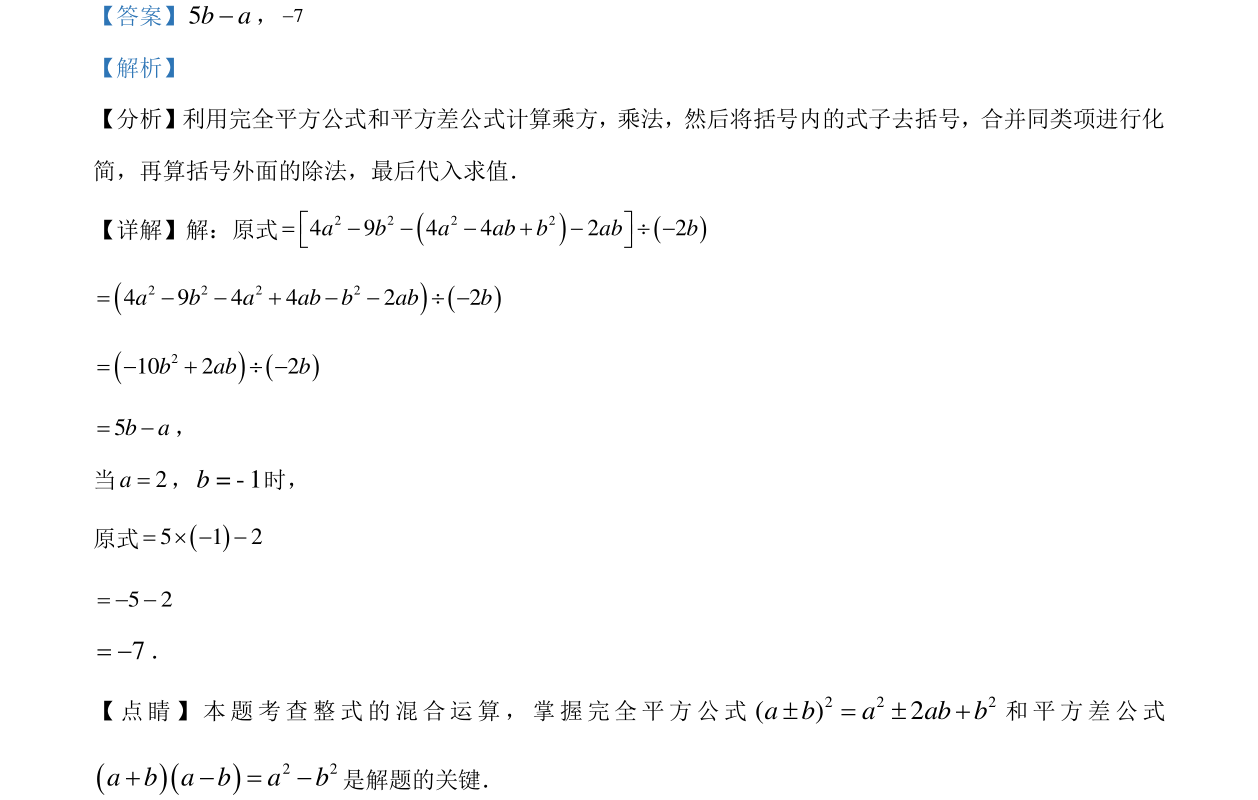 【答案】5b－a，－7
【解析】
【分析】利用完全平方公式和平方差公式计算乘方，乘法，然后将括号内的式子去括号，合并同类项进行化
简，再算括号外面的除法，最后代入求值．
【详解】解：原式＝[4a²－9b²－(4a²－4ab＋b²)－2ab]÷(－2b)
＝(4a²－9b²－4a²＋4ab－b²－2ab)÷(－2b)
＝(－10b²＋2ab)÷(－2b)
＝5b－a，
当a＝2，b＝-1时，
原式＝5×(－1)－2
＝－5－2
＝－7．
【点睛】本题考查整式的混合运算，掌握完全平方公式(a±b)²＝a²±2ab＋b²和平方差公式
(a＋b)(a－b)＝a²－b²是解题的关键．